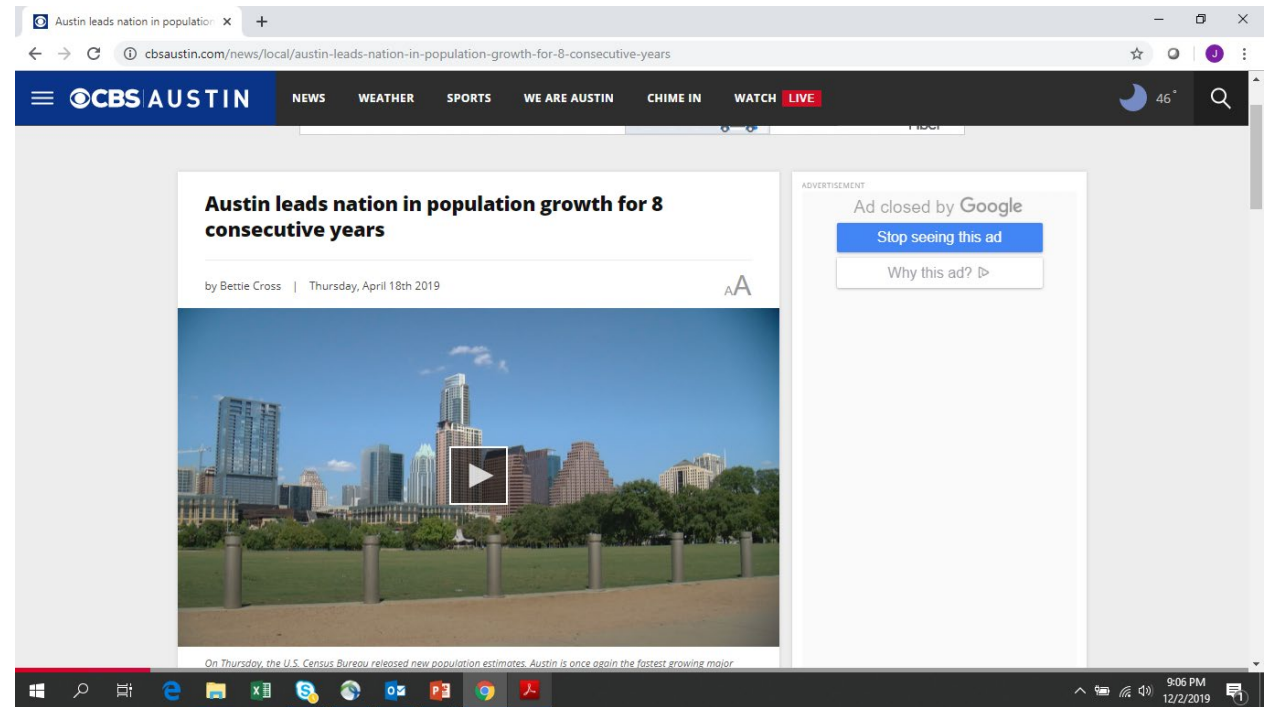 Austin leads nation in population
cbsaustin.com/news/local/austin-leads-nation-in-population-growth-for-8-consecutive-years
J
CBS AUSTIN NEWS WEATHER SPORTS WE ARE AUSTIN CHIME IN WATCH LIVE 46°
ADVERTISEMENT
Ad closed by Google
Stop seeing this ad
Why this ad?
Austin leads nation in population growth for 8
consecutive years
by Bettie Cross | Thursday, April 18th 2019
AA
On Thursday, the U.S. Census Bureau released new population estimates. Austin is once again the fastest growing major
9:06 PM
12/2/2019
1